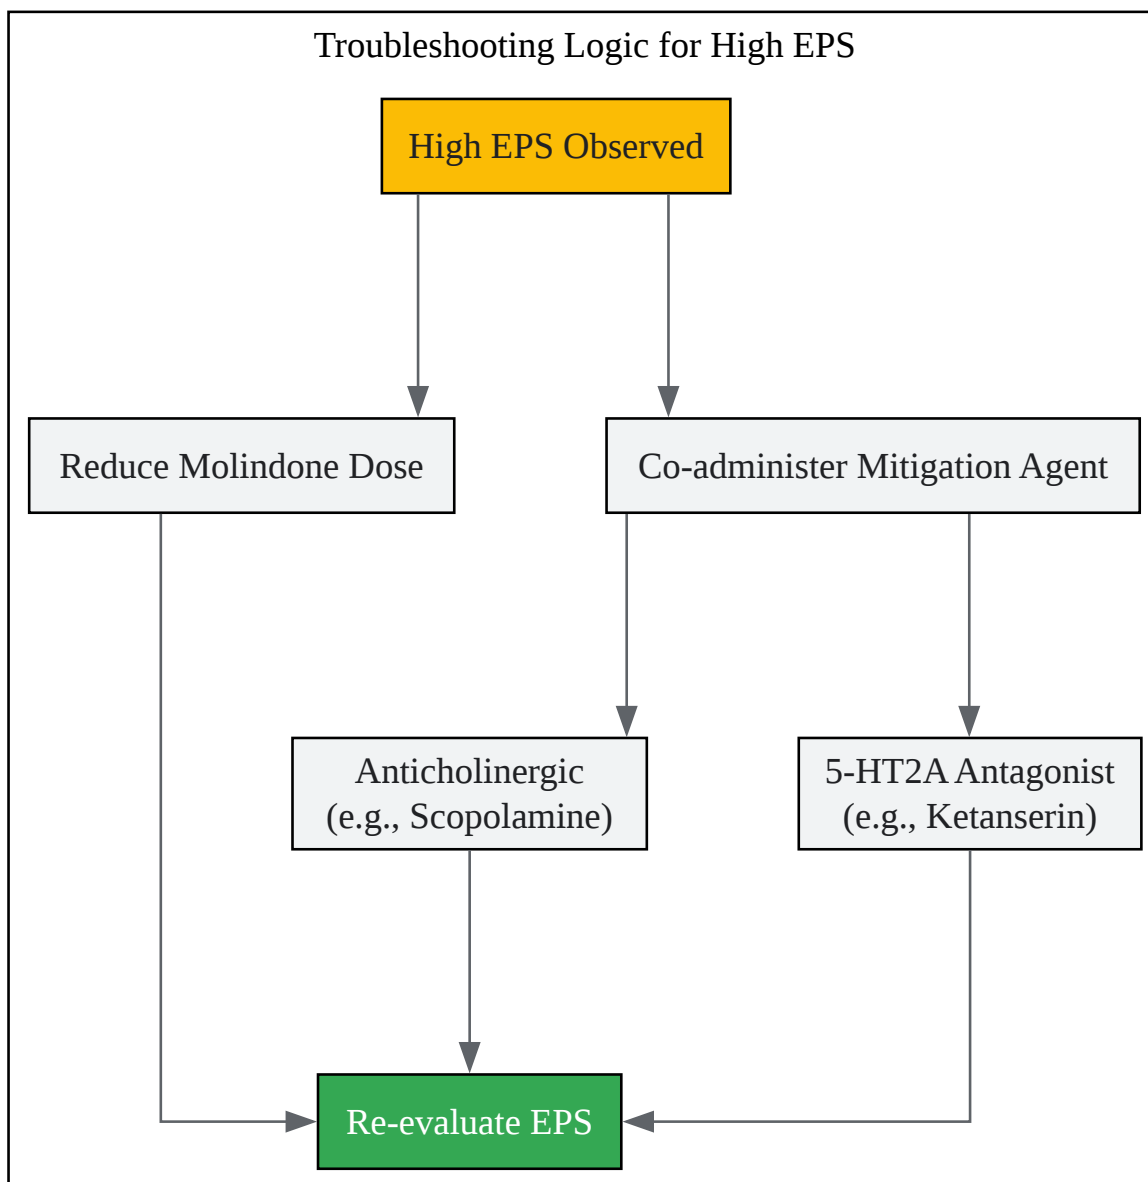 Troubleshooting Logic for High EPS
High EPS Observed
Reduce Molindone Dose
Co-administer Mitigation Agent
Anticholinergic
(e.g., Scopolamine)
5-HT2A Antagonist
(e.g., Ketanserin)
Re-evaluate EPS